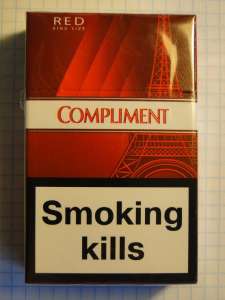 RED
KING SIZE
COMPLIMENT
Smoking
kills